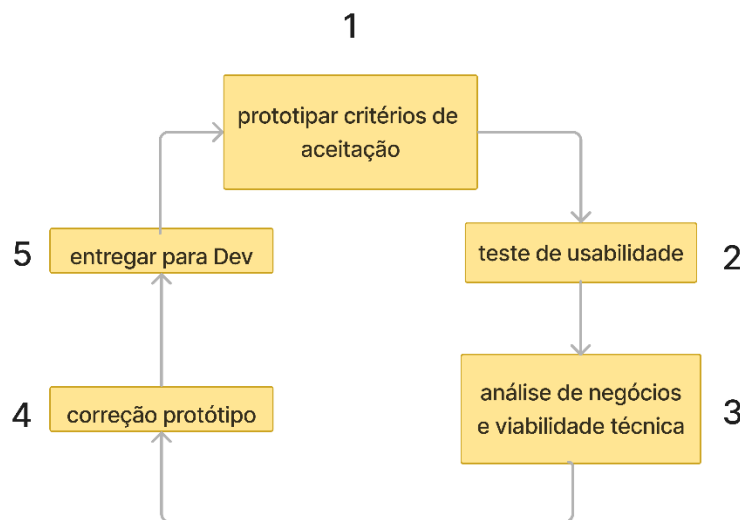 1
prototipar critérios de
aceitação
5
entregar para Dev
teste de usabilidade
2
4
correção protótipo
análise de negócios
e viabilidade técnica
3